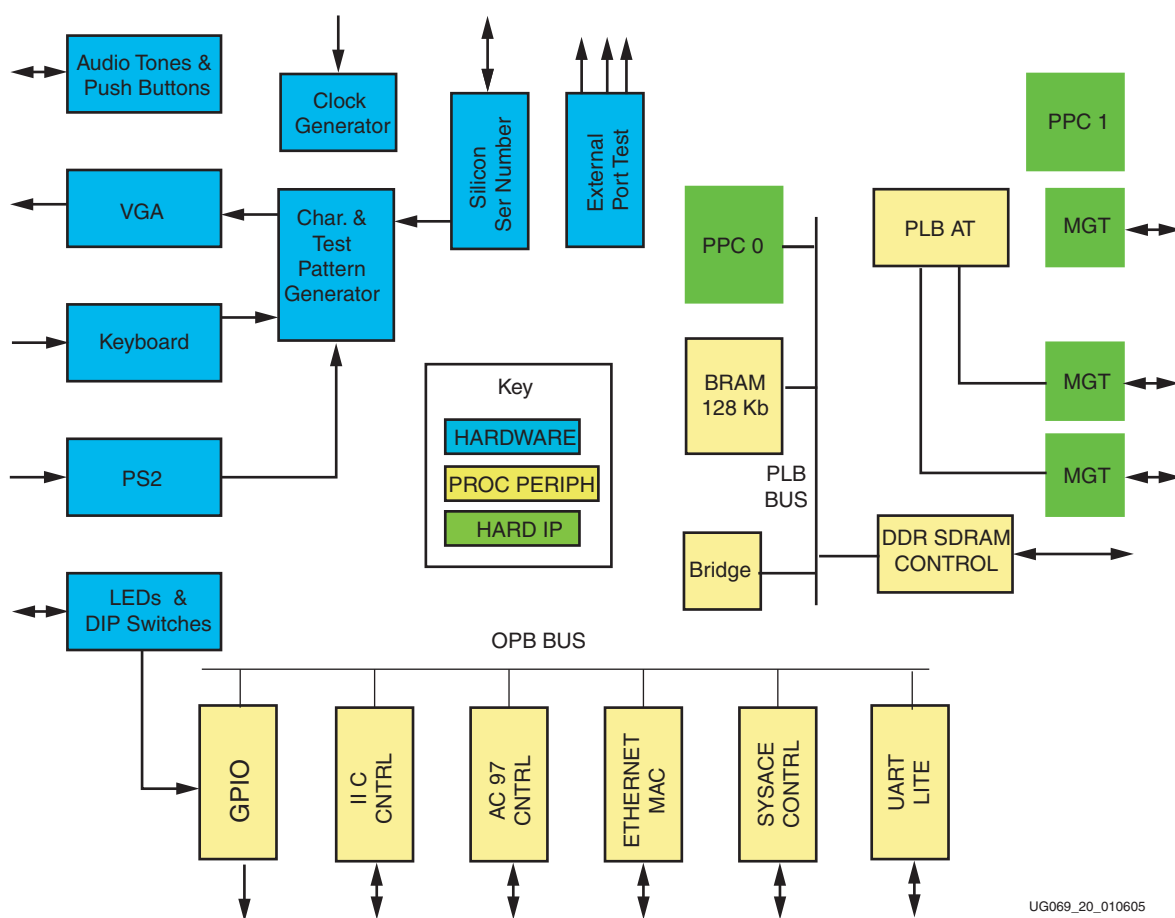 Audio Tones &
Push Buttons
Clock
Generator
Silicon
Ser Number
External
Port Test
PPC 1
VGA
Char. &
Test
Pattern
Generator
PPC 0
PLB AT
MGT
Keyboard
Key
HARDWARE
PROC PERIPH
HARD IP
BRAM
128 Kb
MGT
PS2
PLB
BUS
MGT
Bridge
DDR SDRAM
CONTROL
LEDs &
DIP Switches
OPB BUS
GPIO
II C
CNTRL
AC 97
CNTRL
ETHERNET
MAC
SYSACE
CONTRL
UART
LITE
UG069_20_010605